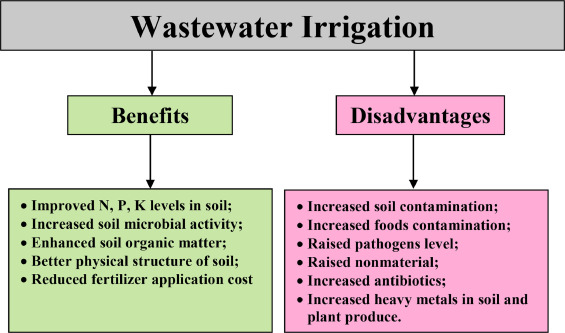 Wastewater Irrigation
Benefits
Disadvantages
• Improved N, P, K levels in soil;
• Increased soil microbial activity;
• Enhanced soil organic matter;
• Better physical structure of soil;
• Reduced fertilizer application cost
• Increased soil contamination;
• Increased foods contamination;
• Raised pathogens level;
• Raised nonmaterial;
• Increased antibiotics;
• Increased heavy metals in soil and
plant produce.